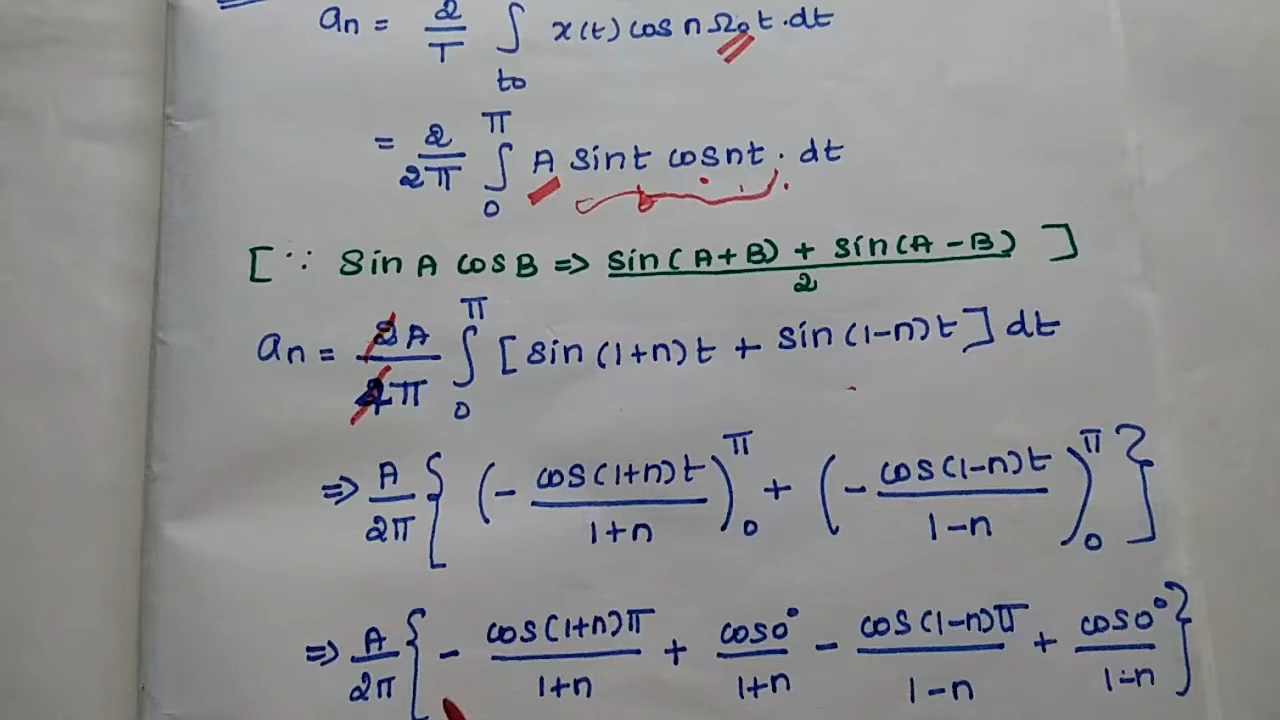 an = 2/T ∫ x(t) cos nΩ₀t.dt
to
= 2/2π ∫₀^π A sint cosnt. dt
[∵ sin A cos B => sin(A+B) + sin(A-B)/2 ]
an = 2A/4π ∫₀^π [sin(1+n)t + sin(1-n)t] dt
=> A/2π { (- cos(1+n)t/1+n)₀^π + (- cos(1-n)t/1-n)₀^π }
=> A/2π { - cos(1+n)π/1+n + cos0°/1+n - cos(1-n)π/1-n + cos0°/1-n }